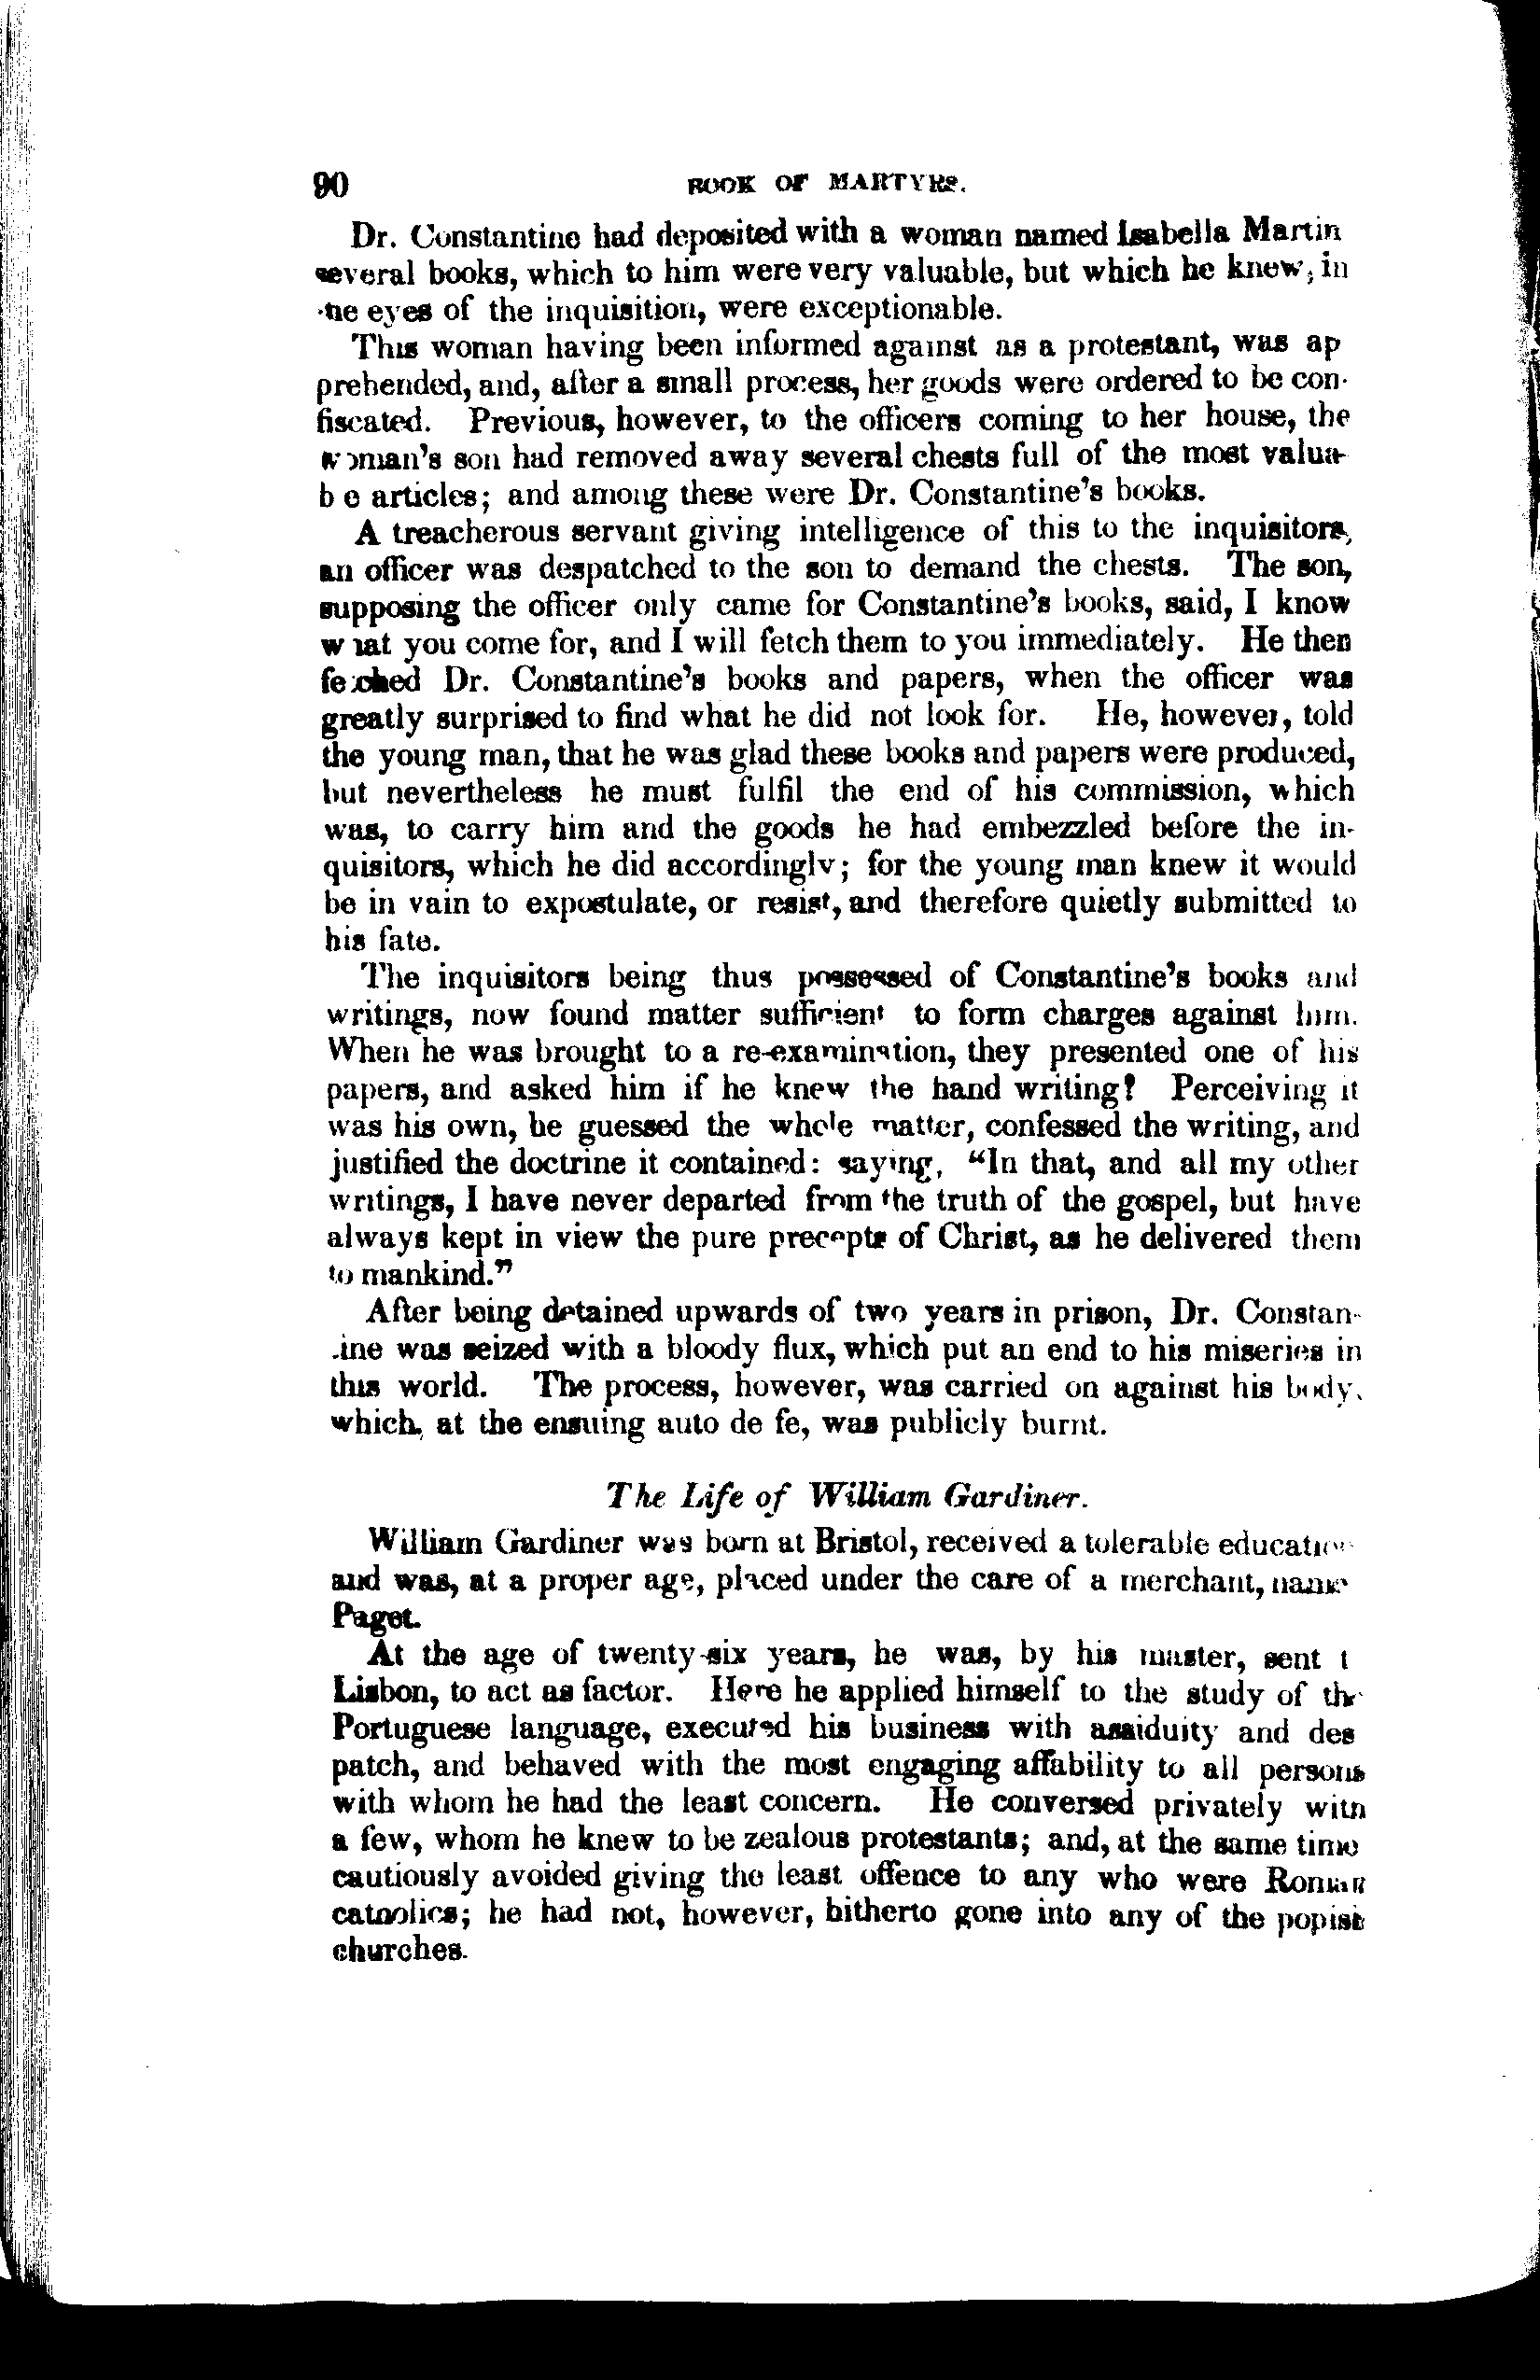 90 BOOK OF MARTYRS.
Dr. Constantine had deposited with a woman named Isabella Martin
several books, which to him were very valuable, but which he knew, in
the eyes of the inquisition, were exceptionable.
This woman having been informed against as a protestant, was ap
prehended, and, after a small process, her goods were ordered to be con-
fiscated. Previous, however, to the officers coming to her house, the
woman's son had removed away several chests full of the most valua-
b e articles; and among these were Dr. Constantine's books.
A treacherous servant giving intelligence of this to the inquisitors,
an officer was despatched to the son to demand the chests. The son,
supposing the officer only came for Constantine's books, said, I know
what you come for, and I will fetch them to you immediately. He then
fetched Dr. Constantine's books and papers, when the officer was
greatly surprised to find what he did not look for. He, however, told
the young man, that he was glad these books and papers were produced,
but nevertheless he must fulfil the end of his commission, which
was, to carry him and the goods he had embezzled before the in-
quisitors, which he did accordingly; for the young man knew it would
be in vain to expostulate, or resist, and therefore quietly submitted to
his fate.
The inquisitors being thus possessed of Constantine's books and
writings, now found matter sufficient to form charges against him.
When he was brought to a re-examination, they presented one of his
papers, and asked him if he knew the hand writing? Perceiving it
was his own, he guessed the whole matter, confessed the writing, and
justified the doctrine it contained: saying, "In that, and all my other
writings, I have never departed from the truth of the gospel, but have
always kept in view the pure precepts of Christ, as he delivered them
to mankind."
After being detained upwards of two years in prison, Dr. Constan-
tine was seized with a bloody flux, which put an end to his miseries in
this world. The process, however, was carried on against his body,
which, at the ensuing auto de fe, was publicly burnt.
The Life of William Gardiner.
William Gardiner was born at Bristol, received a tolerable education
and was, at a proper age, placed under the care of a merchant, name
Paget.
At the age of twenty-six years, he was, by his master, sent t
Lisbon, to act as factor. Here he applied himself to the study of the
Portuguese language, executed his business with assiduity and des
patch, and behaved with the most engaging affability to all persons
with whom he had the least concern. He conversed privately with
a few, whom he knew to be zealous protestants; and, at the same time
cautiously avoided giving the least offence to any who were Roman
catholics; he had not, however, hitherto gone into any of the popish
churches.